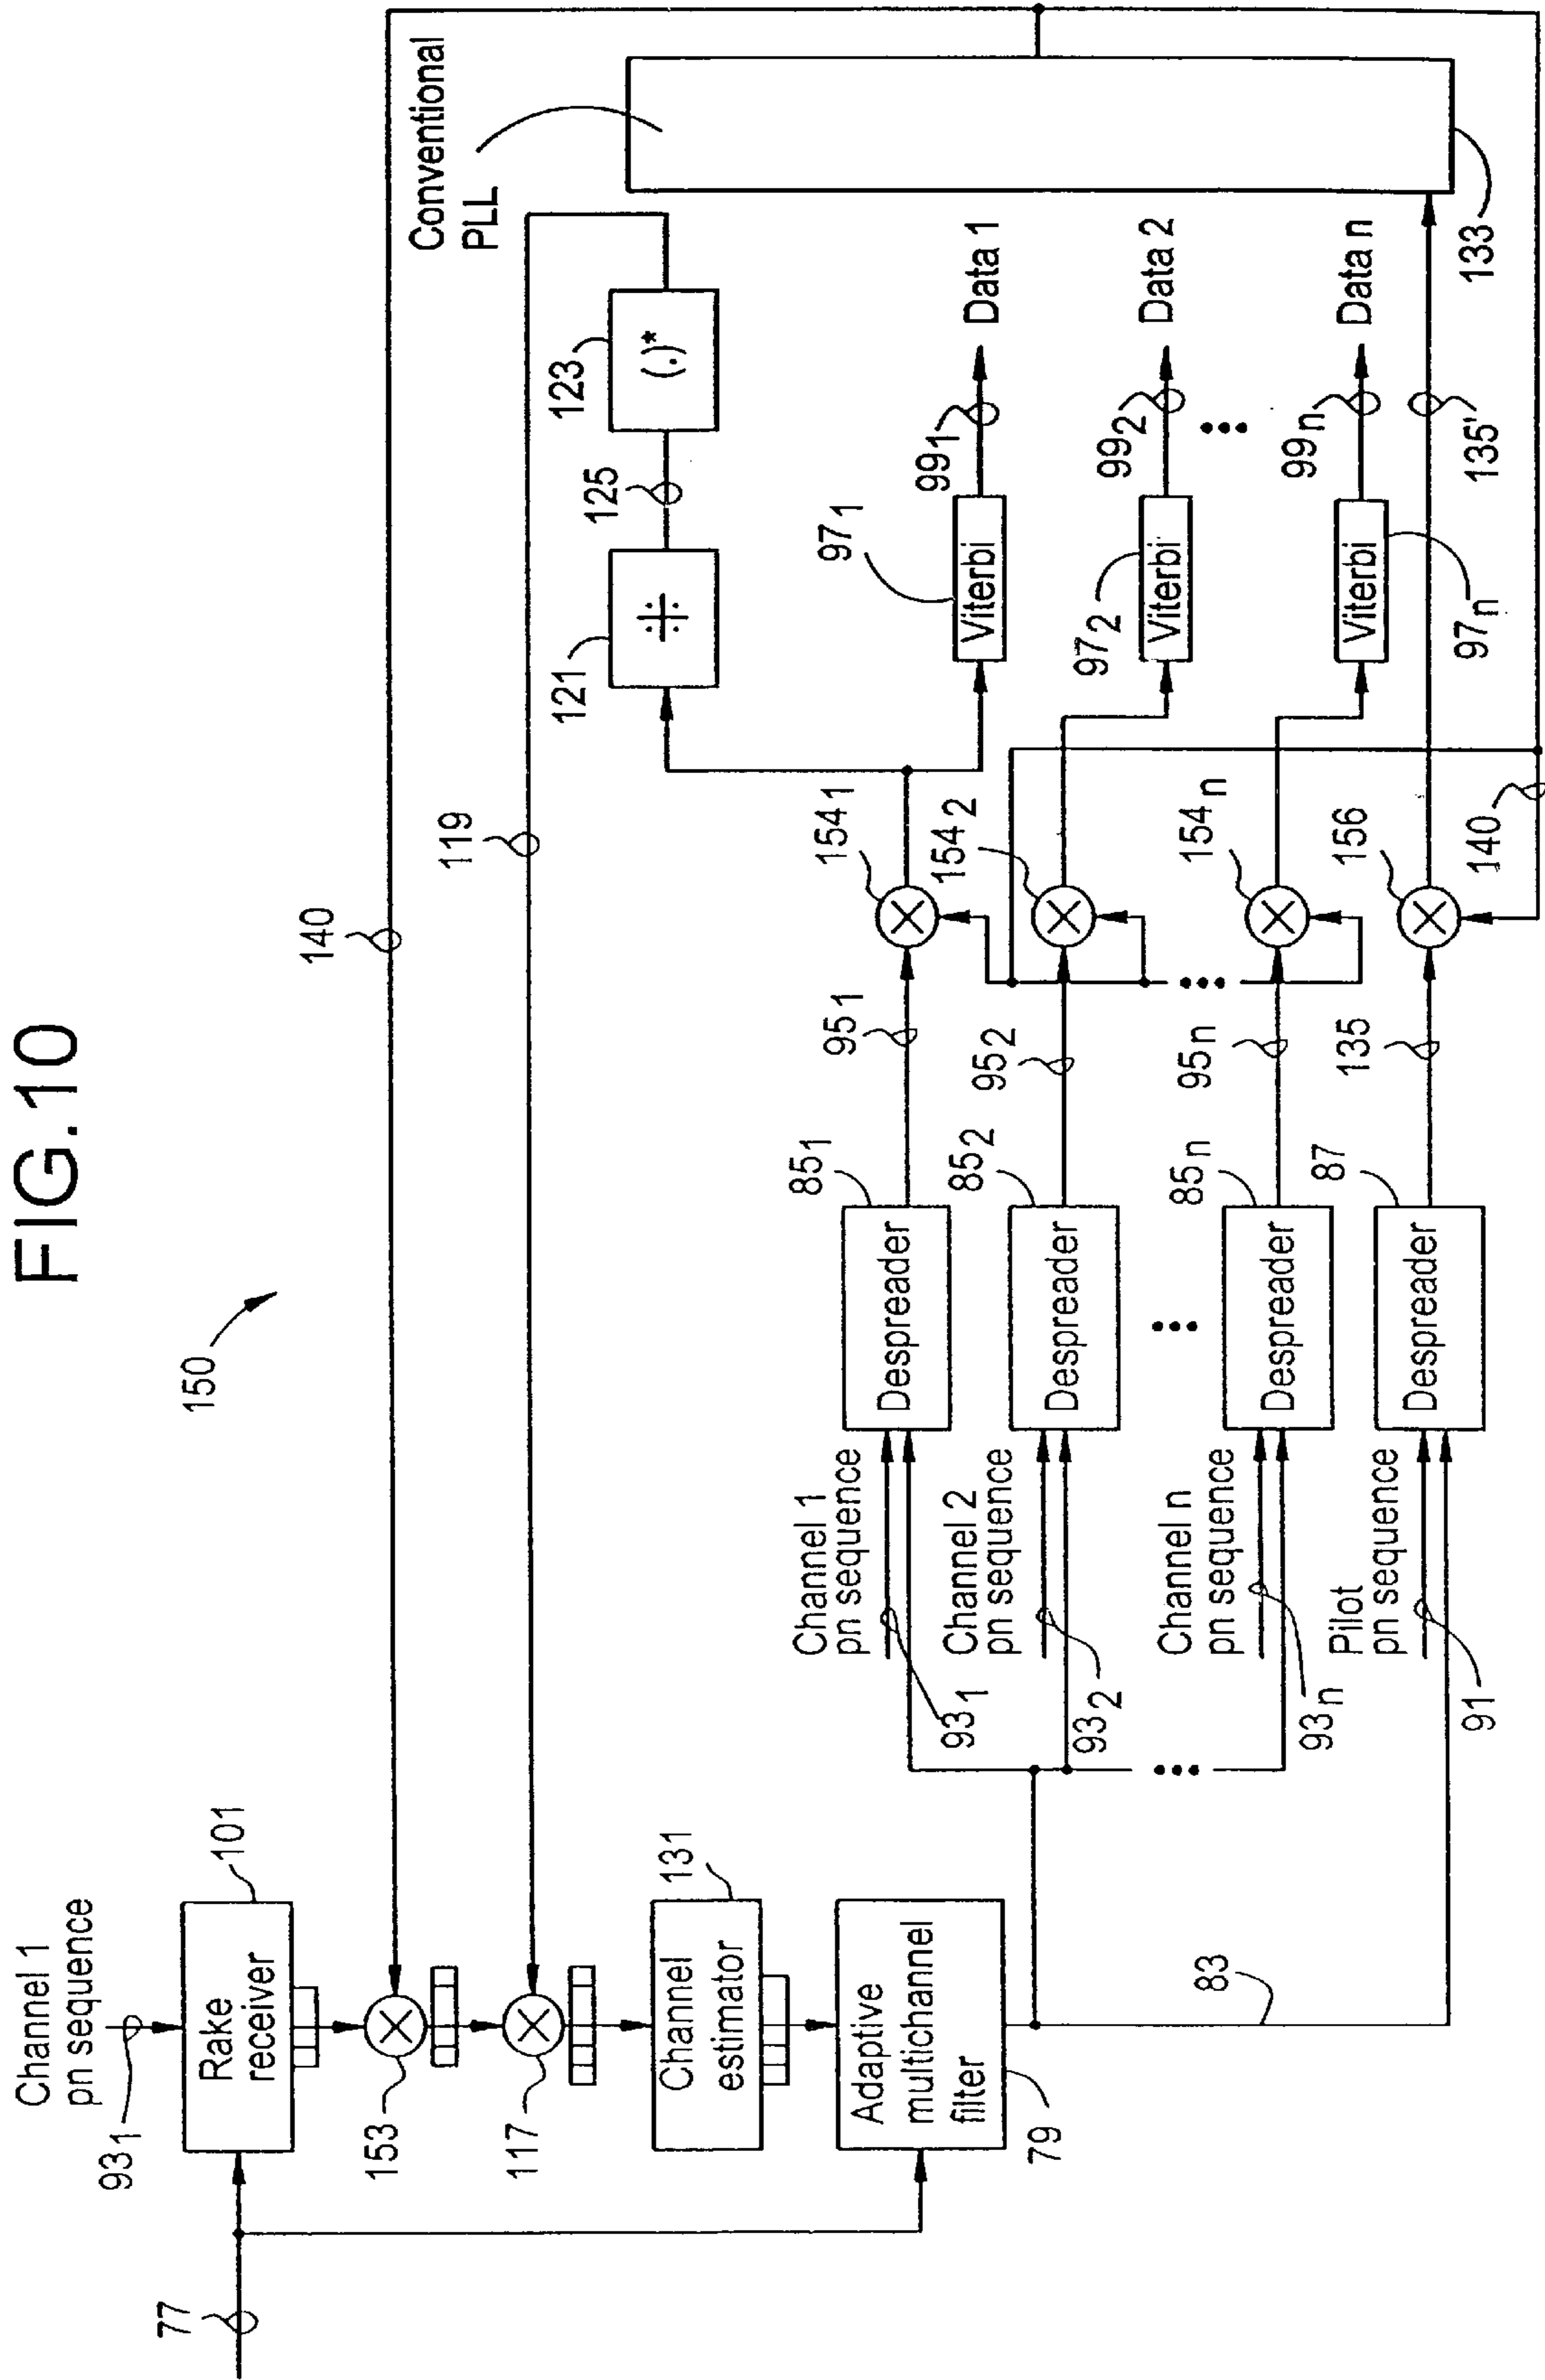 FIG.10
150
Channel 1
pn sequence
93₁
77
Rake
receiver
101
153
140
117
119
Channel
estimator
131
Adaptive
multichannel
filter
79
83
Conventional
PLL
133
121
÷
125
123
(.)*
Channel 1
pn sequence
93₁
Despreader
85₁
95₁
154₁
Viterbi
97₁
99₁
Data 1
Channel 2
pn sequence
93₂
Despreader
85₂
95₂
154₂
Viterbi
97₂
99₂
Data 2
Channel n
pn sequence
93n
Despreader
85n
95n
154n
Viterbi
97n
99n
Data n
Pilot
pn sequence
91
Despreader
87
135
156
140
135'